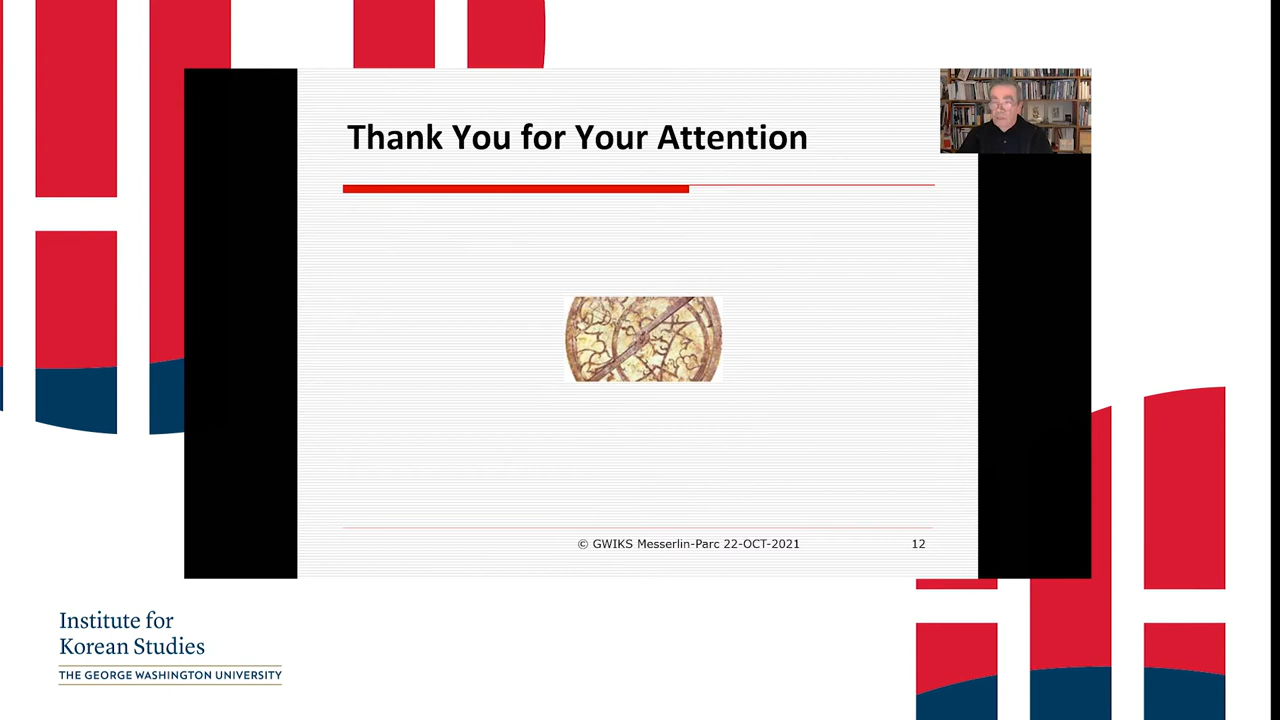 Thank You for Your Attention
© GWIKS Messerlin-Parc 22-OCT-2021
12
Institute for
Korean Studies
THE GEORGE WASHINGTON UNIVERSITY